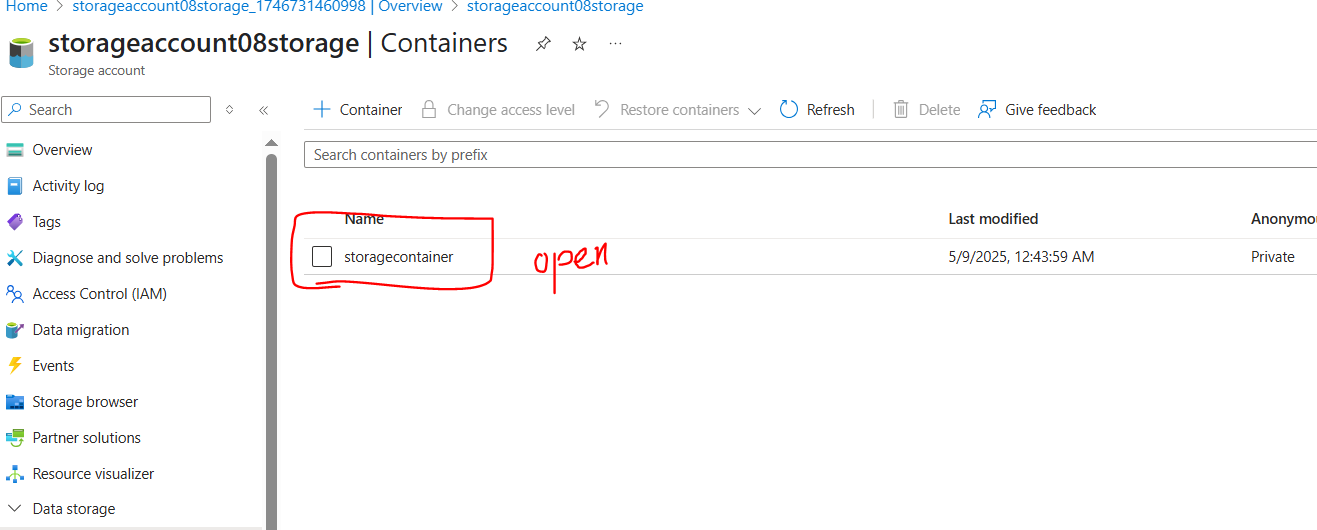 Home > storageaccount08storage_1746731460998 | Overview > storageaccount08storage
storageaccount08storage | Containers
Storage account
Search
Container Change access level Restore containers Refresh Delete Give feedback
Search containers by prefix
Overview
Activity log
Tags
Diagnose and solve problems
Access Control (IAM)
Data migration
Events
Storage browser
Partner solutions
Resource visualizer
Data storage
Name Last modified Anonymou
storagecontainer 5/9/2025, 12:43:59 AM Private
open